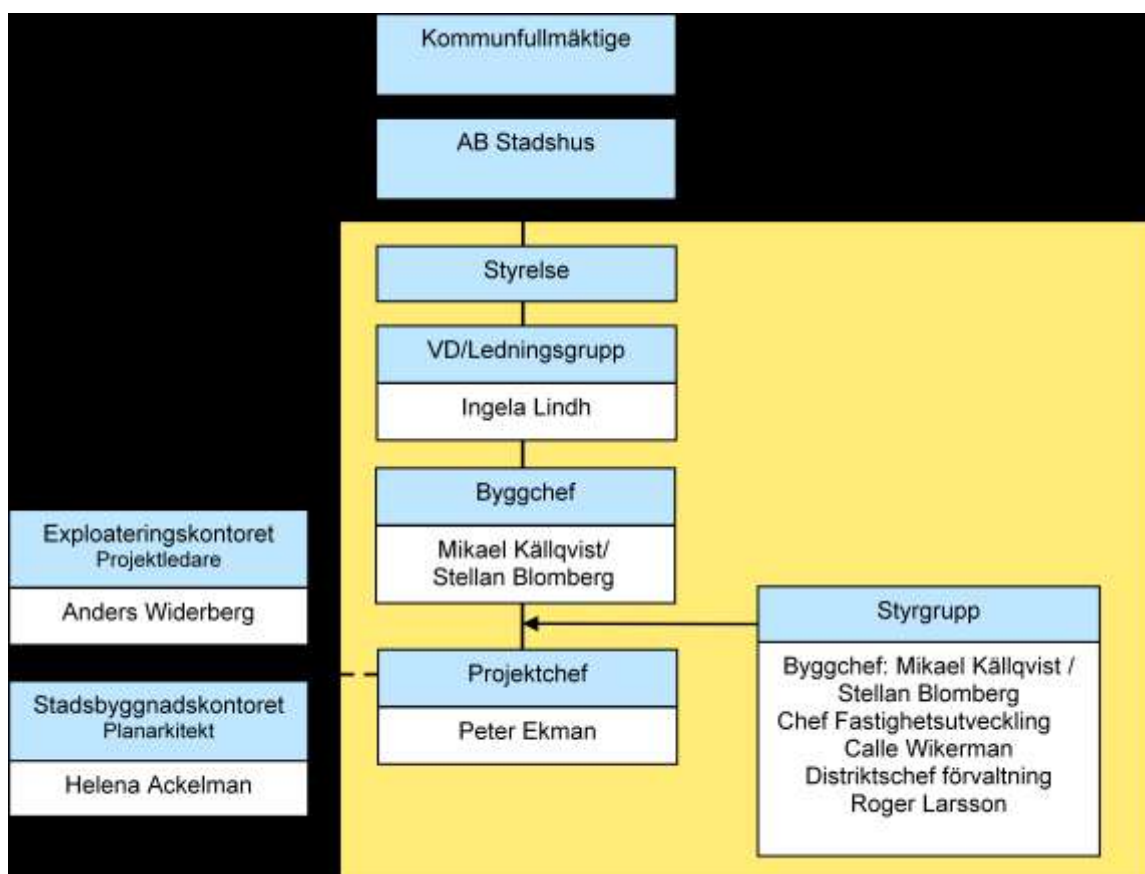 Kommunfullmäktige
AB Stadshus
Styrelse
VD/Ledningsgrupp
Ingela Lindh
Byggchef
Mikael Källqvist/
Stellan Blomberg
Exploateringskontoret
Projektledare
Anders Widerberg
Styrgrupp
Byggchef: Mikael Källqvist /
Stellan Blomberg
Chef Fastighetsutveckling
Calle Wikerman
Distriktschef förvaltning
Roger Larsson
Projektchef
Peter Ekman
Stadsbyggnadskontoret
Planarkitekt
Helena Ackelman